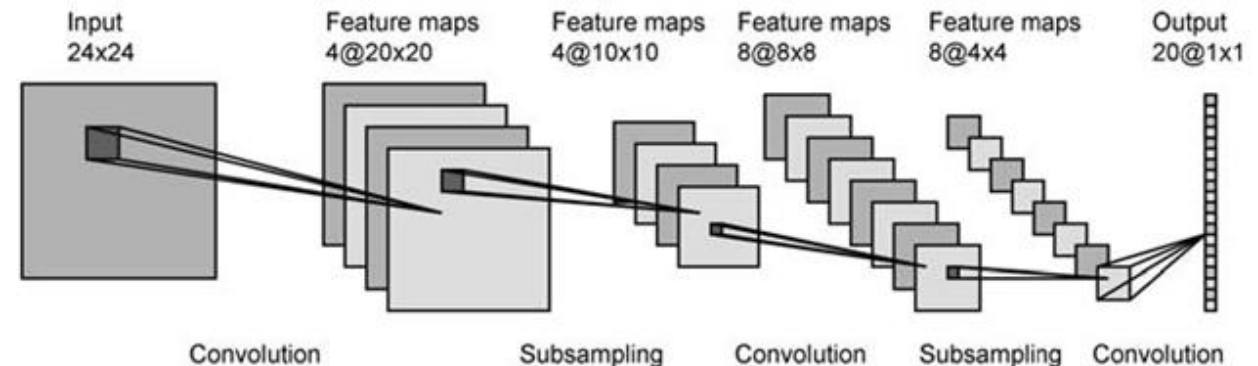 Input
24x24
Feature maps
4@20x20
Feature maps
4@10x10
Feature maps
8@8x8
Feature maps
8@4x4
Output
20@1x1
Convolution
Subsampling
Convolution
Subsampling
Convolution